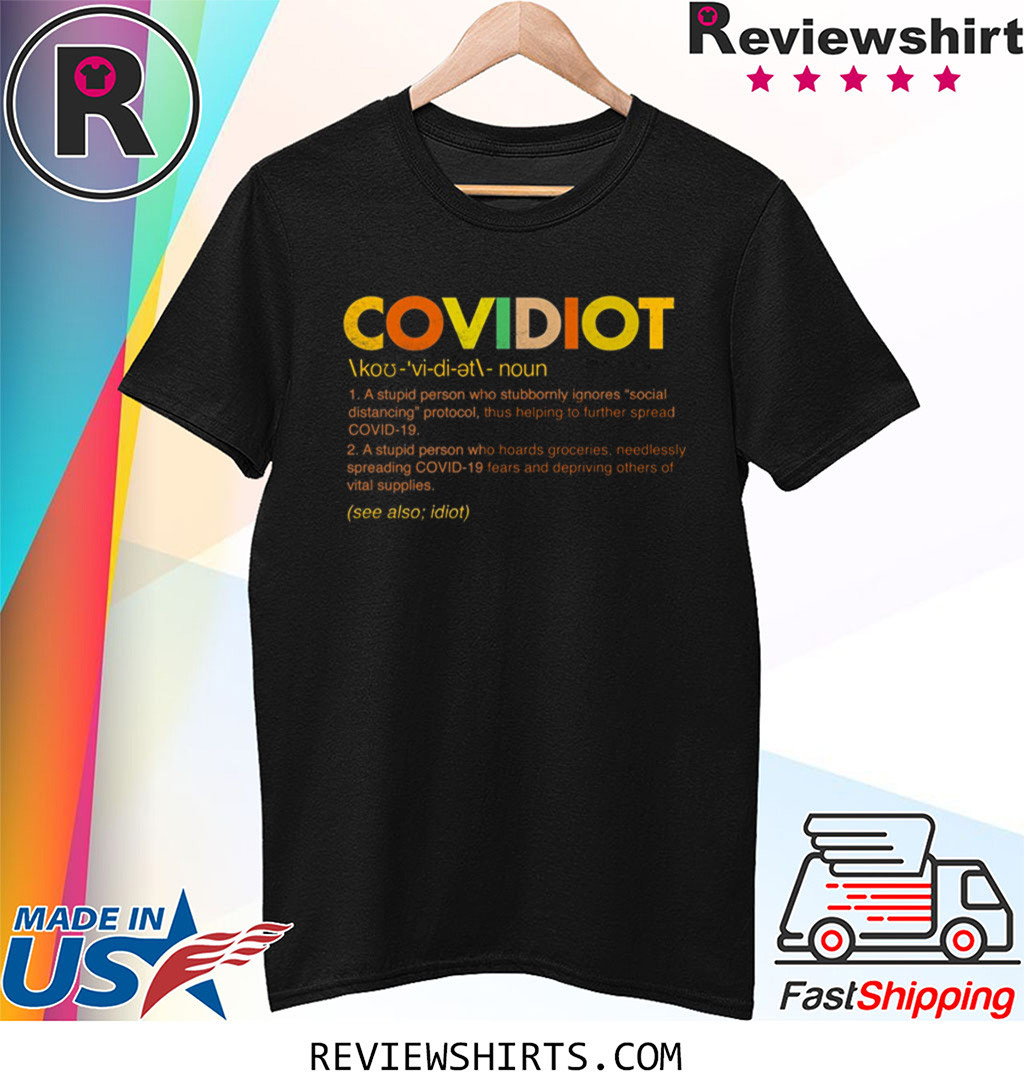 R
Reviewshirt
COVIDIOT
\koʊ-'vi-di-ət\- noun
1. A stupid person who stubbornly ignores "social
distancing" protocol, thus helping to further spread
COVID-19.
2. A stupid person who hoards groceries, needlessly
spreading COVID-19 fears and depriving others of
vital supplies.
(see also; idiot)
MADE IN
USA
FastShipping
REVIEWSHIRTS.COM